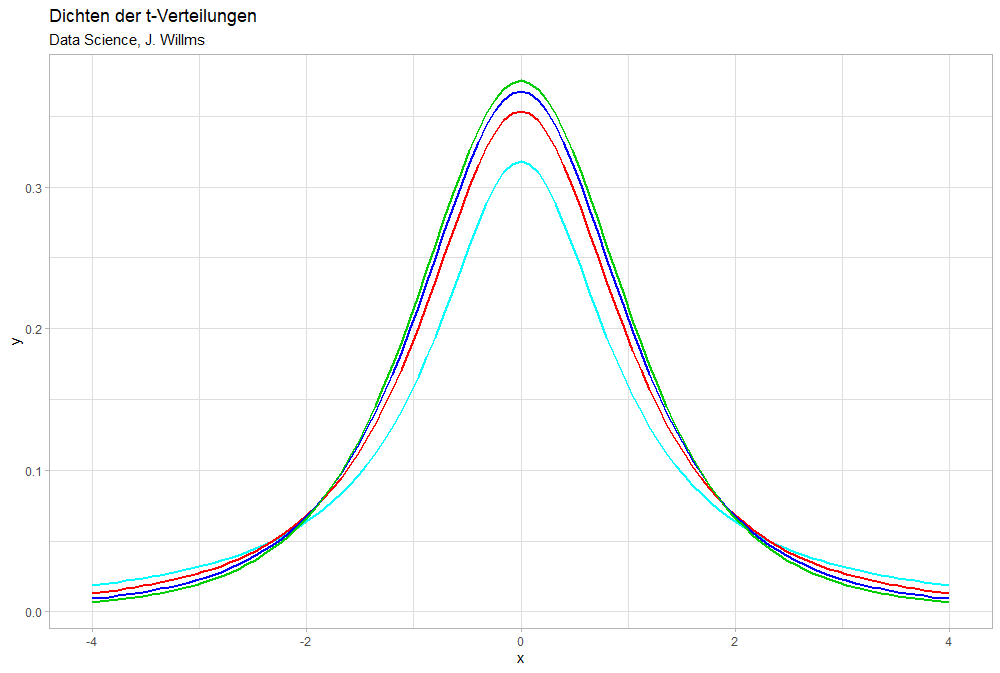 Dichten der t-Verteilungen
Data Science, J. Willms
y
0.3
0.2
0.1
0.0
-4 -2 0 2 4
x